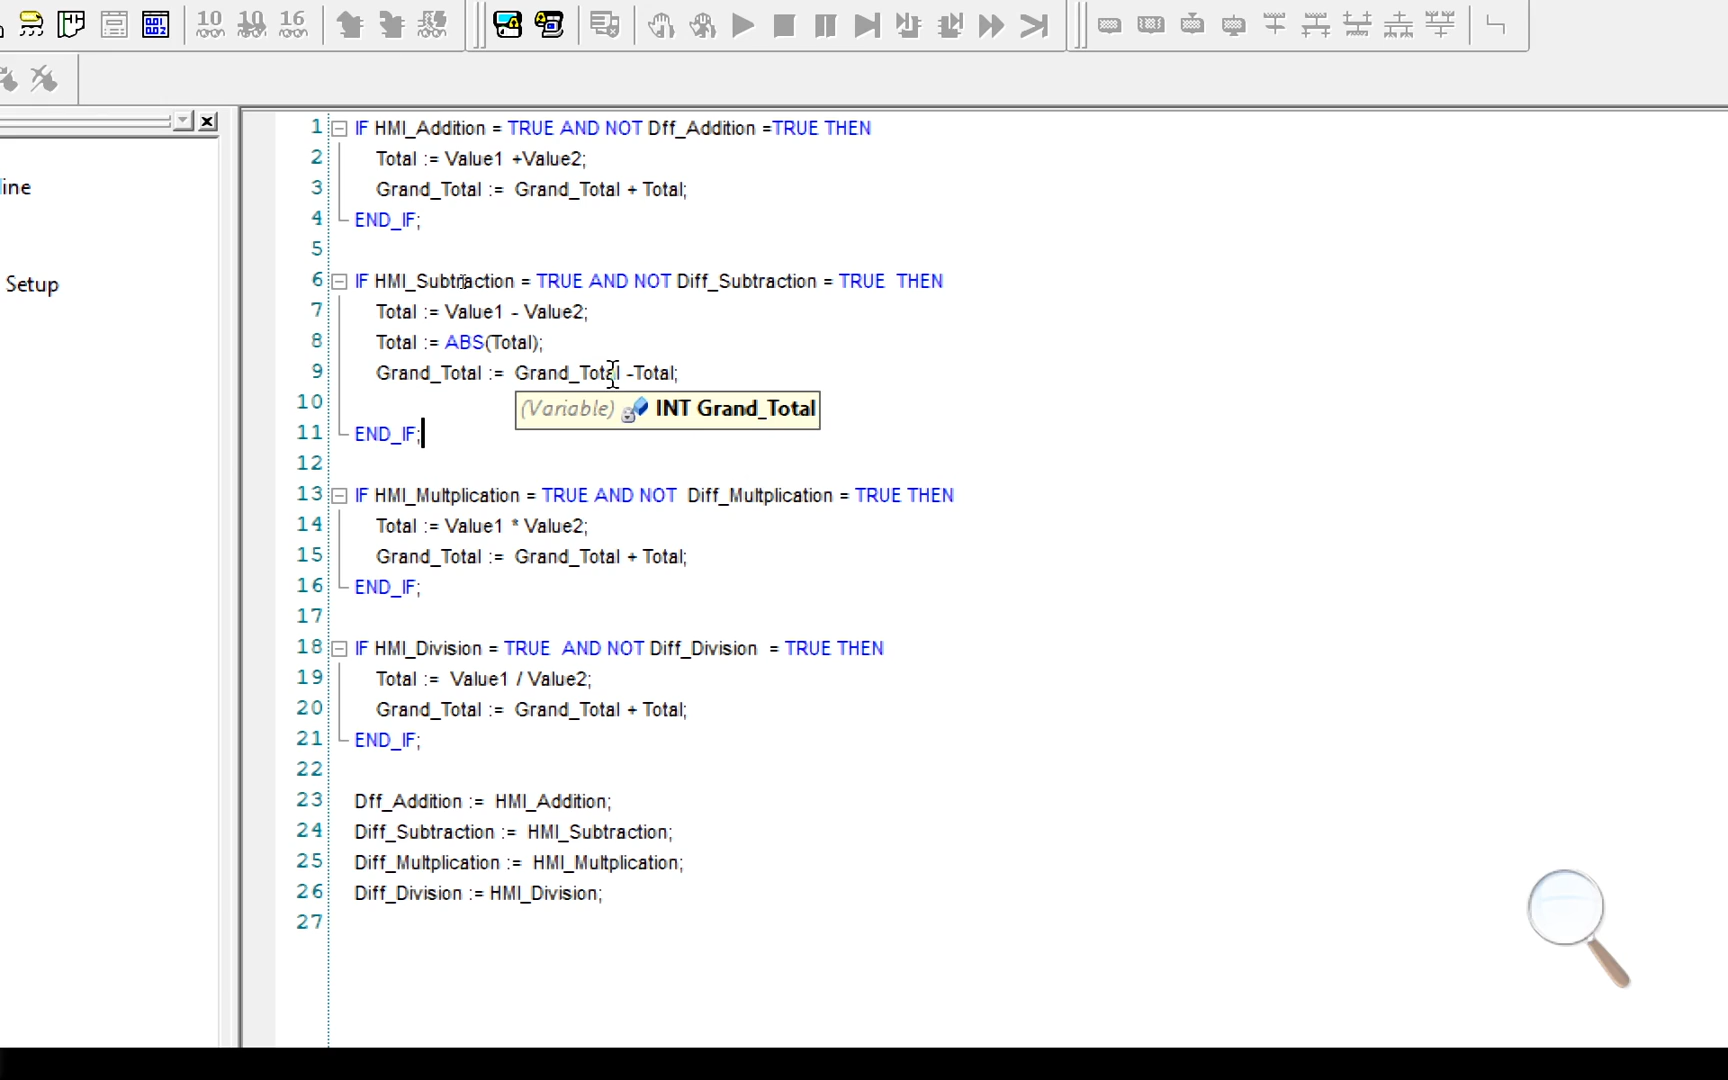 10 10 16
ine
Setup
1 IF HMI_Addition = TRUE AND NOT Dff_Addition =TRUE THEN
2 Total := Value1 +Value2;
3 Grand_Total := Grand_Total + Total;
4 END_IF;
5
6 IF HMI_Subtraction = TRUE AND NOT Diff_Subtraction = TRUE THEN
7 Total := Value1 - Value2;
8 Total := ABS(Total);
9 Grand_Total := Grand_Total -Total;
10 (Variable) INT Grand_Total
11 END_IF;
12
13 IF HMI_Multplication = TRUE AND NOT Diff_Multplication = TRUE THEN
14 Total := Value1 * Value2;
15 Grand_Total := Grand_Total + Total;
16 END_IF;
17
18 IF HMI_Division = TRUE AND NOT Diff_Division = TRUE THEN
19 Total := Value1 / Value2;
20 Grand_Total := Grand_Total + Total;
21 END_IF;
22
23 Dff_Addition := HMI_Addition;
24 Diff_Subtraction := HMI_Subtraction;
25 Diff_Multplication := HMI_Multplication;
26 Diff_Division := HMI_Division;
27